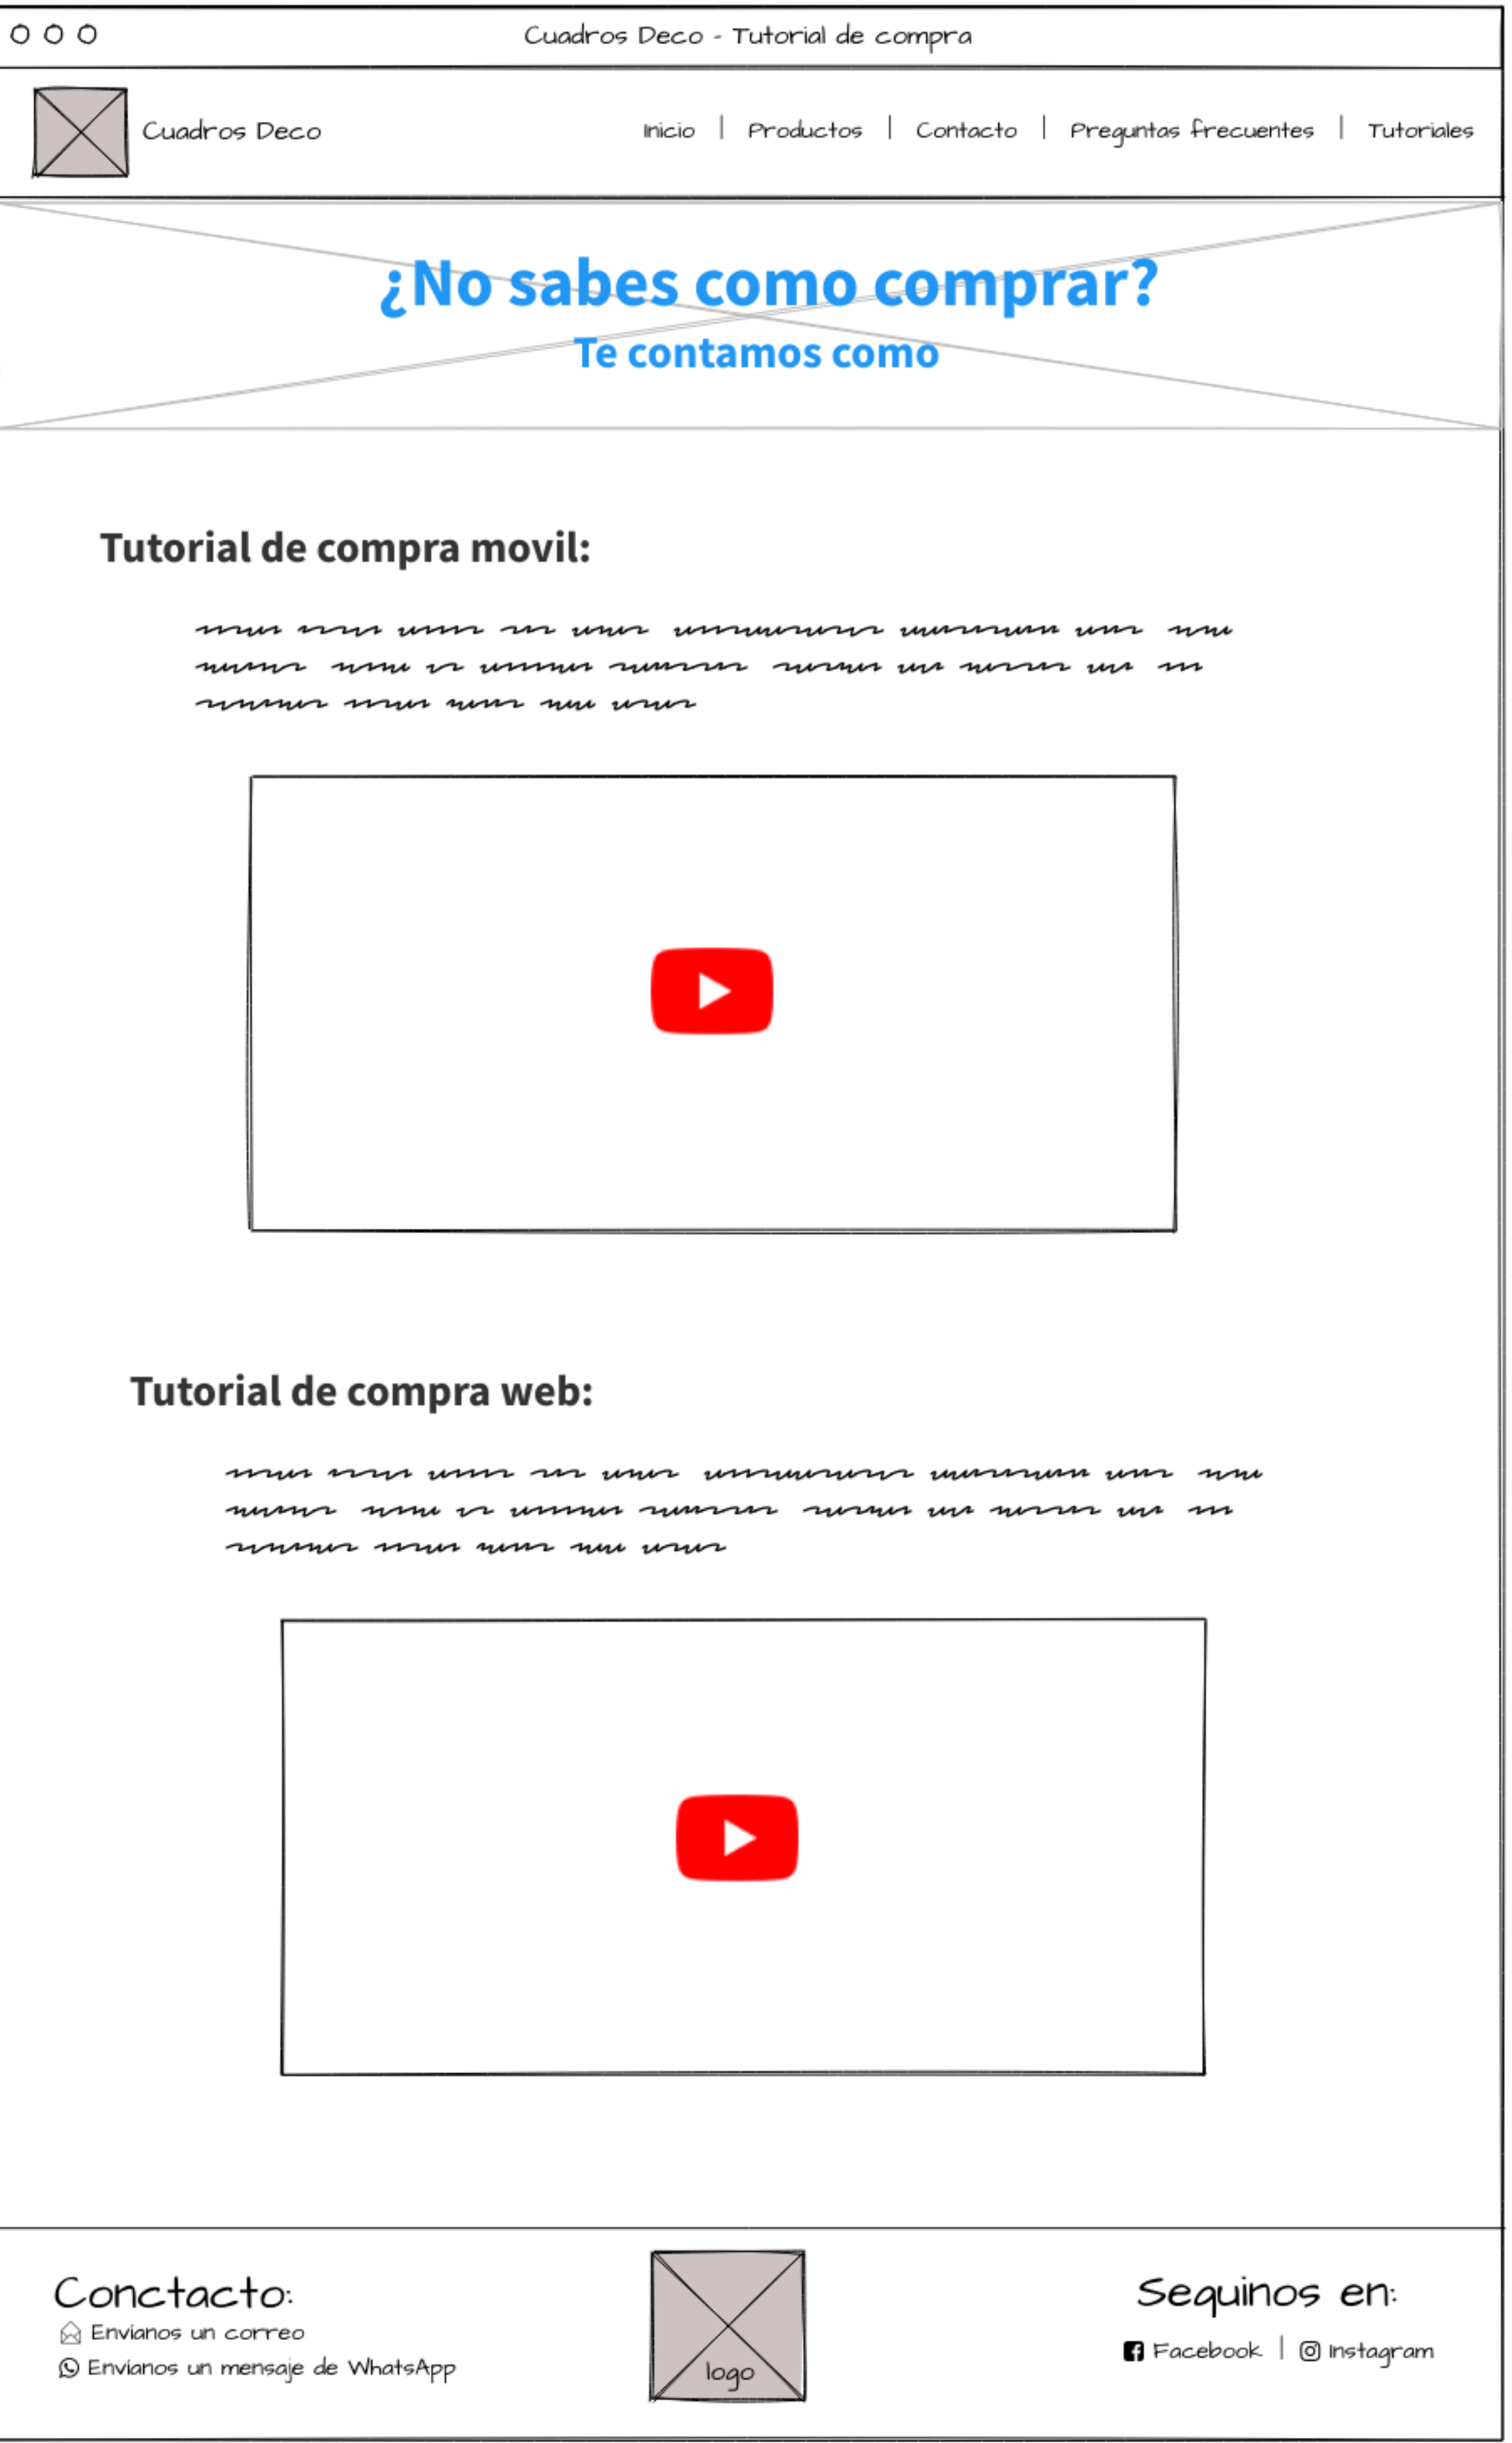 Cuadros Deco - Tutorial de compra
Cuadros Deco
Inicio | Productos | Contacto | Preguntas frecuentes | Tutoriales
¿No sabes como comprar?
Te contamos como
Tutorial de compra movil:
Tutorial de compra web:
Conctacto:
Envianos un correo
Envianos un mensaje de WhatsApp
logo
Seguinos en:
Facebook | Instagram